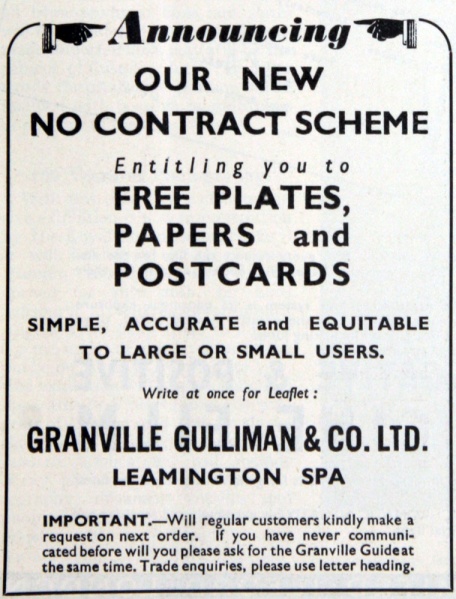 Announcing
OUR NEW
NO CONTRACT SCHEME
Entitling you to
FREE PLATES,
PAPERS and
POSTCARDS
SIMPLE, ACCURATE and EQUITABLE
TO LARGE OR SMALL USERS.
Write at once for Leaflet :
GRANVILLE GULLIMAN & CO. LTD.
LEAMINGTON SPA
IMPORTANT.—Will regular customers kindly make a
request on next order. If you have never communi-
cated before will you please ask for the Granville Guide at
the same time. Trade enquiries, please use letter heading.